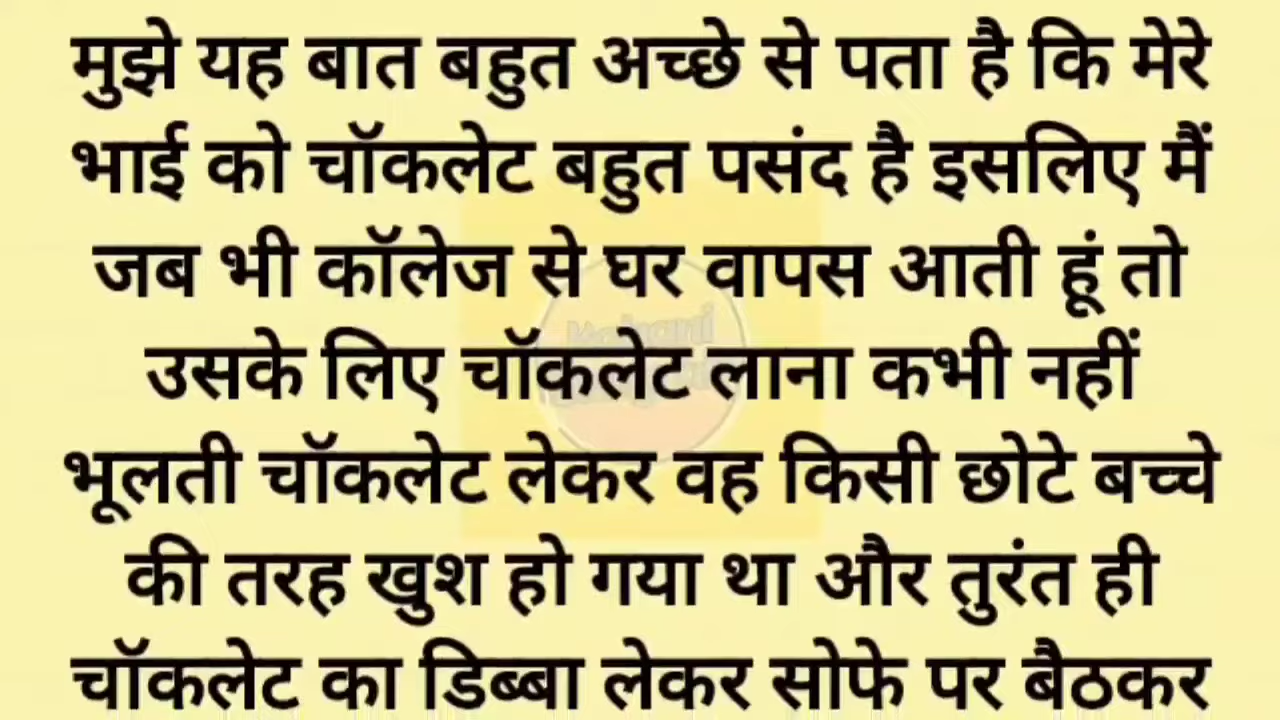 मुझे यह बात बहुत अच्छे से पता है कि मेरे
भाई को चॉकलेट बहुत पसंद है इसलिए मैं
जब भी कॉलेज से घर वापस आती हूं तो
उसके लिए चॉकलेट लाना कभी नहीं
भूलती चॉकलेट लेकर वह किसी छोटे बच्चे
की तरह खुश हो गया था और तुरंत ही
चॉकलेट का डिब्बा लेकर सोफे पर बैठकर